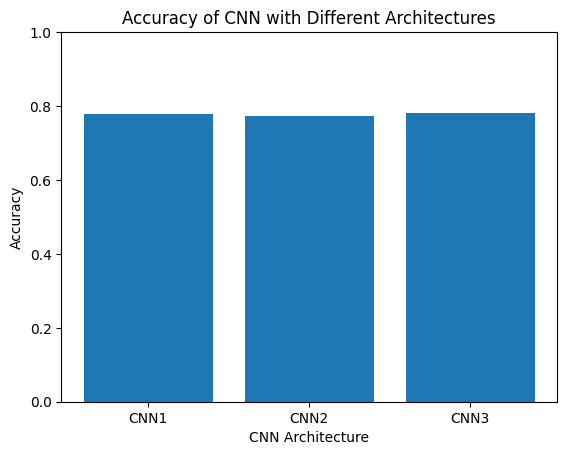 Accuracy of CNN with Different Architectures
1.0
0.8
0.6
0.4
0.2
0.0
Accuracy
CNN1 CNN2 CNN3
CNN Architecture